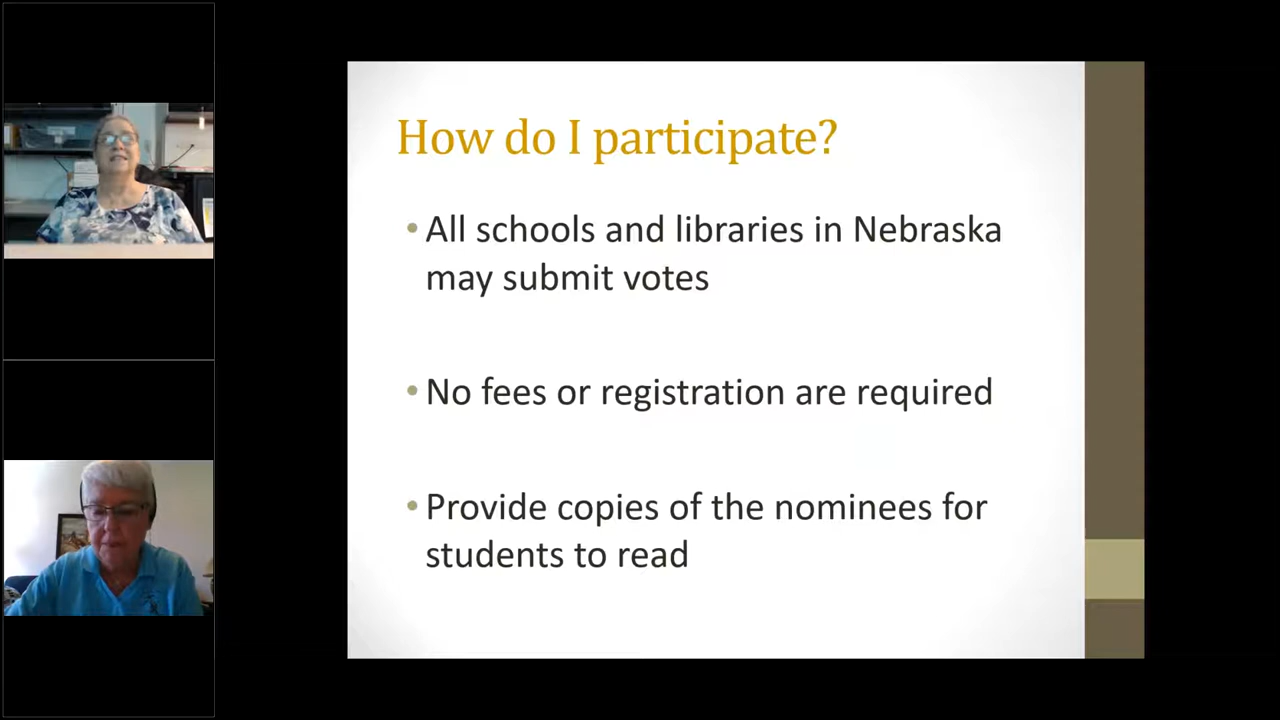 How do I participate?
• All schools and libraries in Nebraska
may submit votes
• No fees or registration are required
• Provide copies of the nominees for
students to read